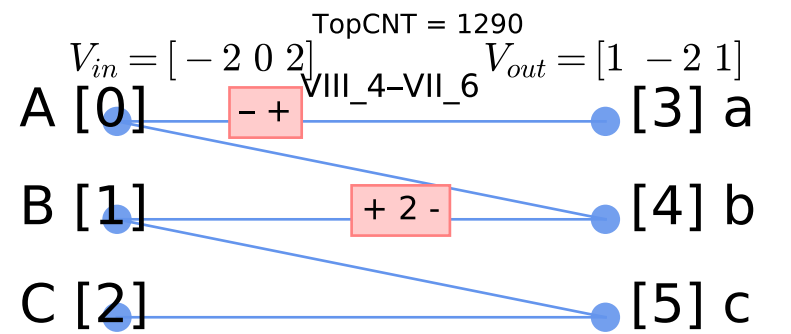 TopCNT = 1290
V_in = [ − 2 0 2] V_out = [1 − 2 1]
VIII_4–VII_6
A [0] – + [3] a
B [1] + 2 - [4] b
C [2] [5] c